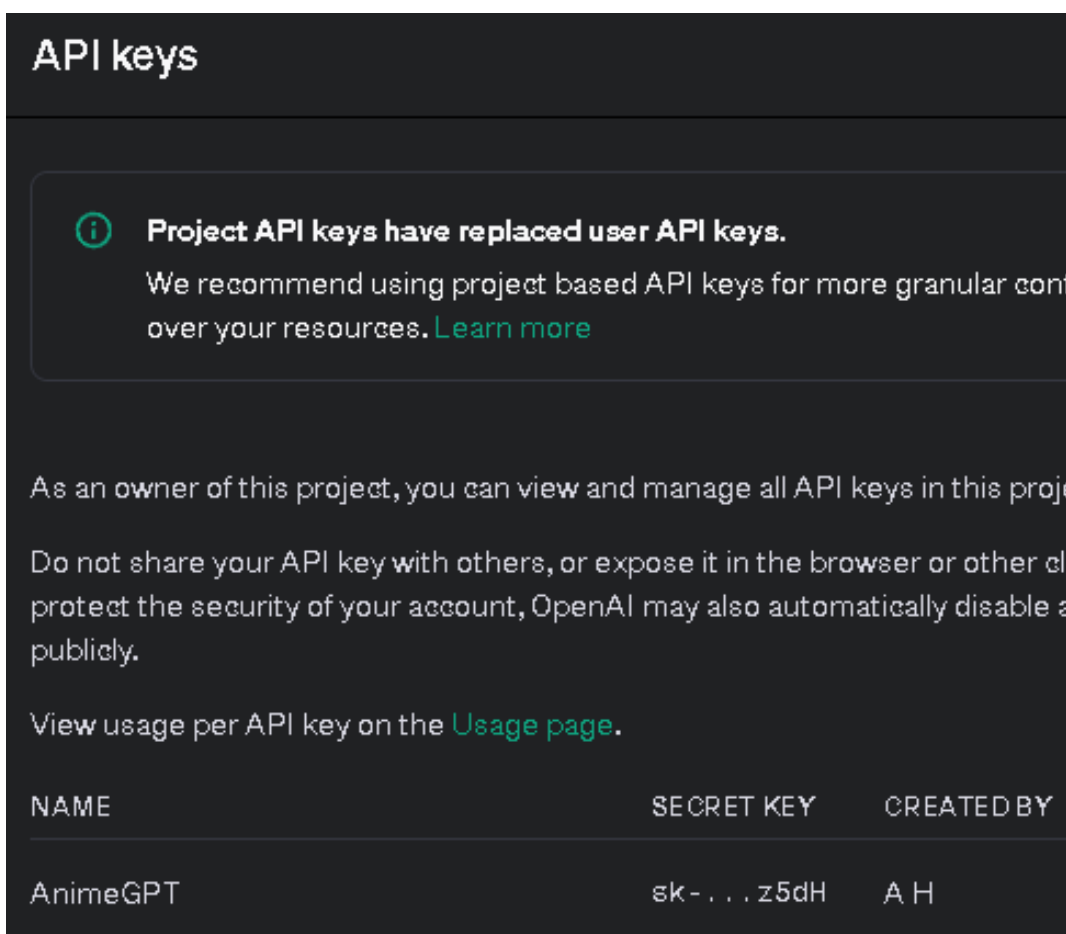 API keys
Project API keys have replaced user API keys.
We recommend using project based API keys for more granular
over your resources. Learn more
As an owner of this project, you can view and manage all API keys in this
Do not share your API key with others, or expose it in the browser or other
protect the security of your account, OpenAI may also automatically disable
publicly.
View usage per API key on the Usage page.
NAME SECRET KEY CREATED BY
AnimeGPT sk-...z5dH A H